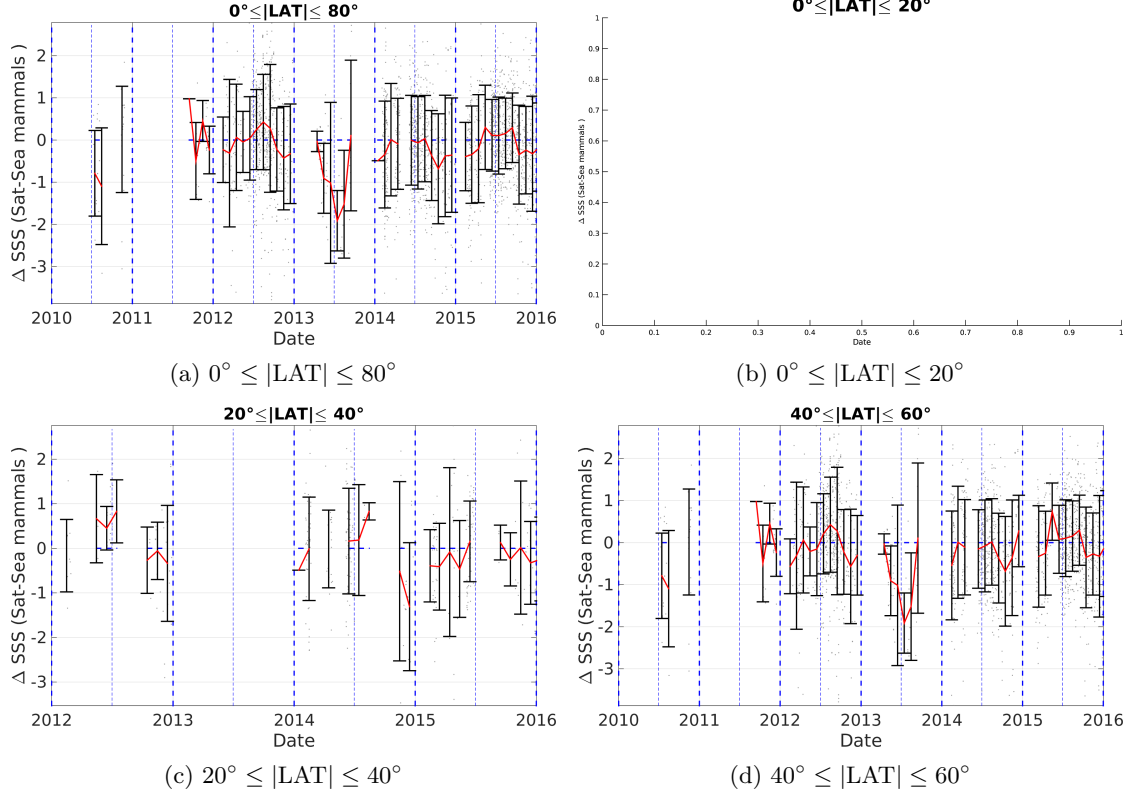 0°≤|LAT|≤ 80°
Δ SSS (Sat-Sea mammals )
2
1
0
-1
-2
-3
2010 2011 2012 2013 2014 2015 2016
Date
(a) 0° ≤ |LAT| ≤ 80°
0°≤|LAT|≤ 20°
Δ SSS (Sat-Sea mammals )
1
0.9
0.8
0.7
0.6
0.5
0.4
0.3
0.2
0.1
0
0 0.1 0.2 0.3 0.4 0.5 0.6 0.7 0.8 0.9 1
Date
(b) 0° ≤ |LAT| ≤ 20°
20°≤|LAT|≤ 40°
Δ SSS (Sat-Sea mammals )
2
1
0
-1
-2
-3
2012 2013 2014 2015 2016
Date
(c) 20° ≤ |LAT| ≤ 40°
40°≤|LAT|≤ 60°
Δ SSS (Sat-Sea mammals )
2
1
0
-1
-2
-3
2010 2011 2012 2013 2014 2015 2016
Date
(d) 40° ≤ |LAT| ≤ 60°